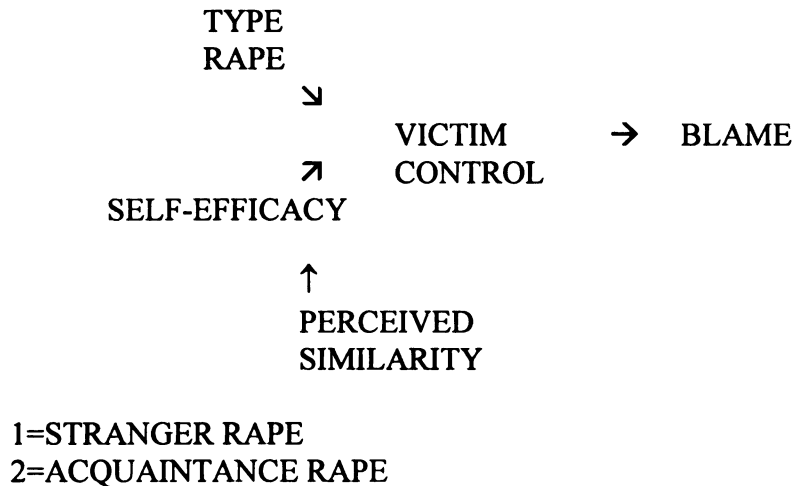 TYPE
RAPE
↘
VICTIM → BLAME
↗ CONTROL
SELF-EFFICACY
↑
PERCEIVED
SIMILARITY
1=STRANGER RAPE
2=ACQUAINTANCE RAPE